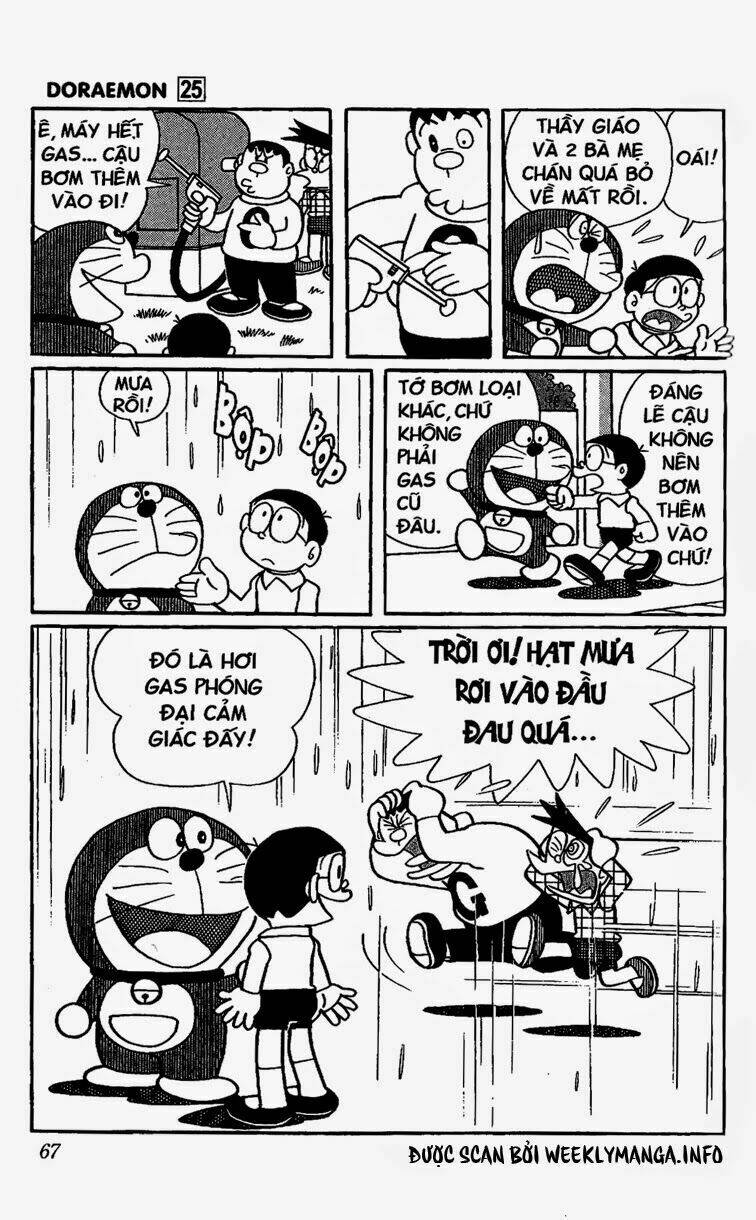 DORAEMON 25
Ê, MÁY HẾT
GAS... CẬU
BƠM THÊM
VÀO ĐI!
THẦY GIÁO
VÀ 2 BÀ MẸ
CHÁN QUÁ BỎ
VỀ MẤT RỒI.
OÁI!
MƯA
RỒI!
BỘP
BỘP
TỚ BƠM LOẠI
KHÁC, CHỨ
KHÔNG
PHẢI
GAS
CŨ
ĐÂU.
ĐÁNG
LẼ CẬU
KHÔNG
NÊN
BƠM
THÊM
VÀO
CHỨ!
ĐÓ LÀ HƠI
GAS PHÓNG
ĐẠI CẢM
GIÁC ĐẤY!
TRỜI ƠI! HẠT MƯA
RƠI VÀO ĐẦU
ĐAU QUÁ...
G
67
ĐƯỢC SCAN BỞI WEEKLYMANGA.INFO